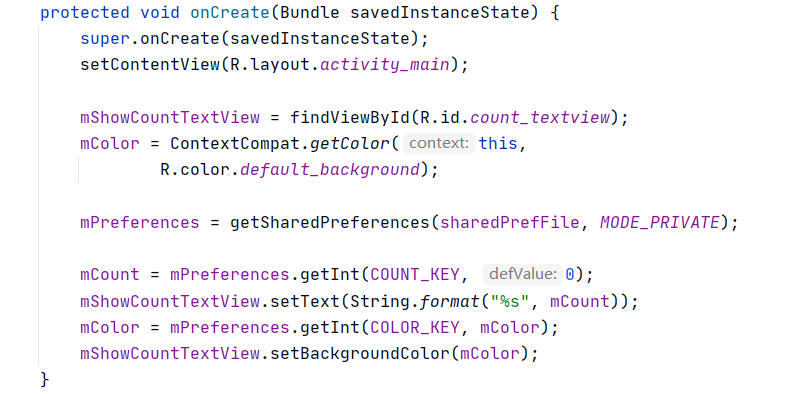 protected void onCreate(Bundle savedInstanceState) {
    super.onCreate(savedInstanceState);
    setContentView(R.layout.activity_main);

    mShowCountTextView = findViewById(R.id.count_textview);
    mColor = ContextCompat.getColor( context: this,
            R.color.default_background);

    mPreferences = getSharedPreferences(sharedPrefFile, MODE_PRIVATE);

    mCount = mPreferences.getInt(COUNT_KEY, defValue: 0);
    mShowCountTextView.setText(String.format("%s", mCount));
    mColor = mPreferences.getInt(COLOR_KEY, mColor);
    mShowCountTextView.setBackgroundColor(mColor);
}